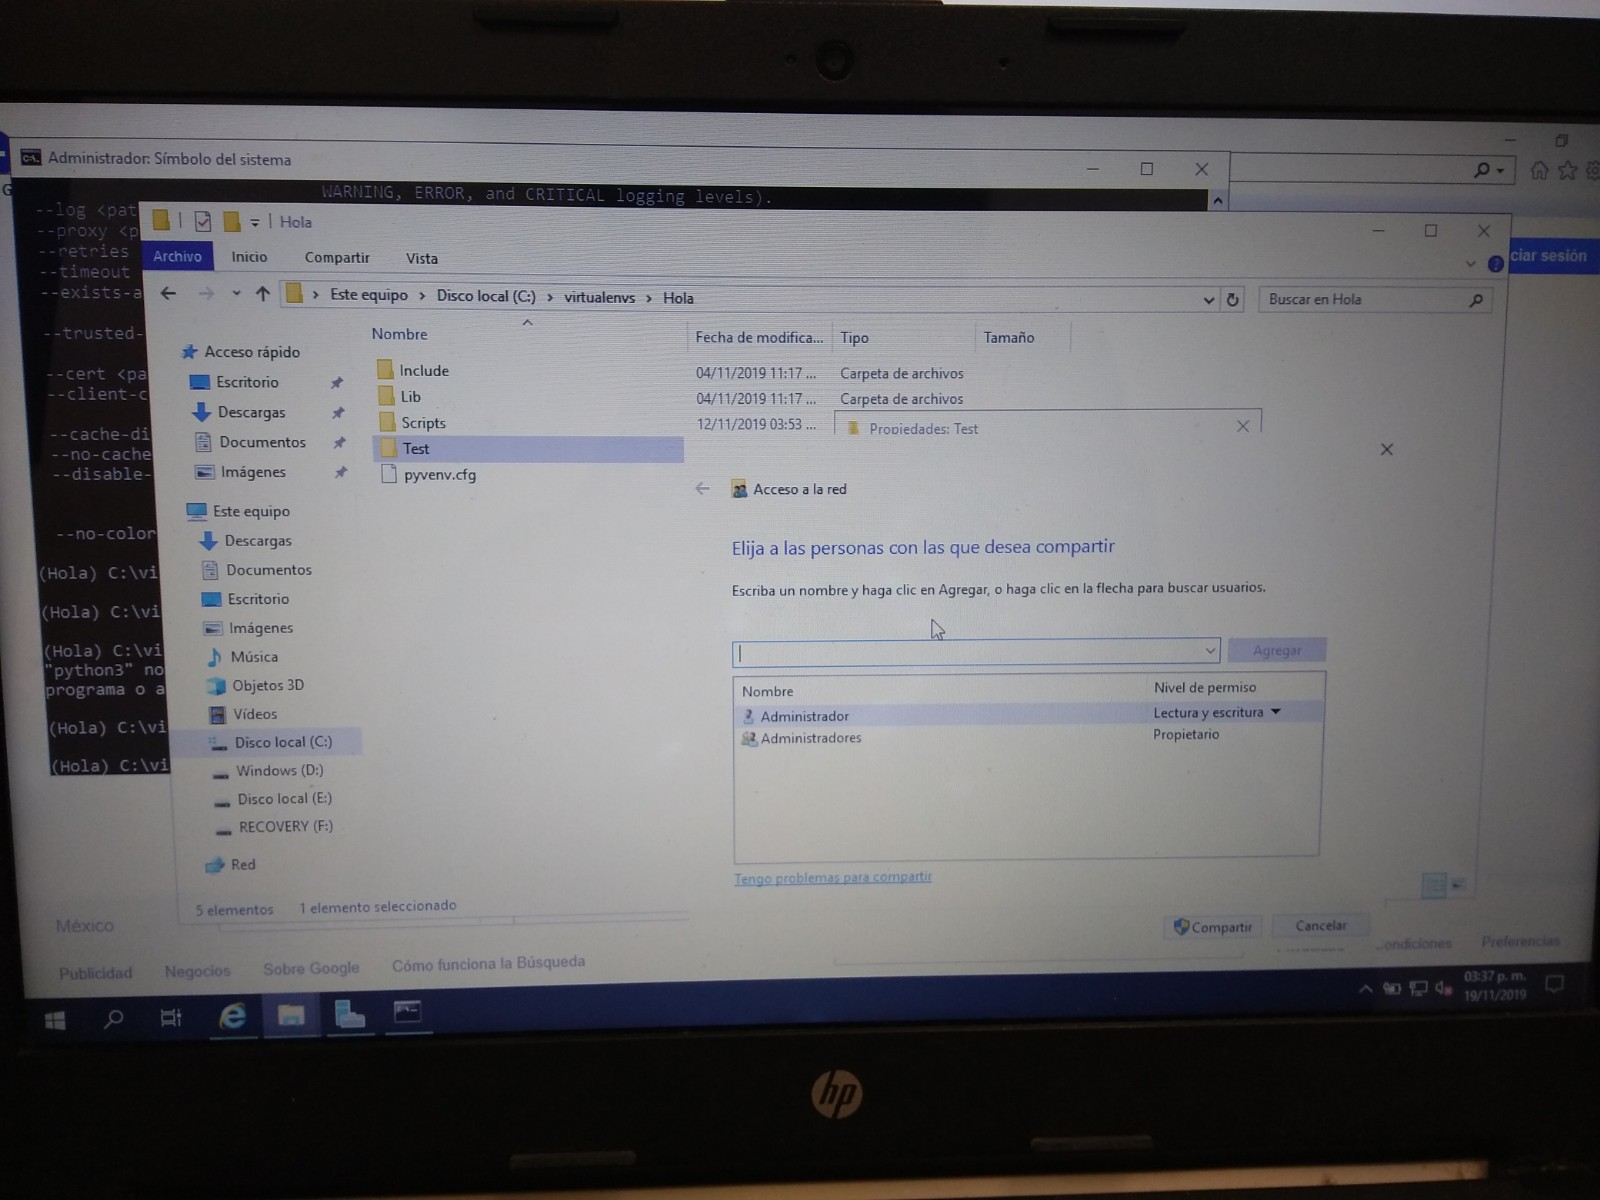 Administrador: Símbolo del sistema
WARNING, ERROR, and CRITICAL logging levels).
--log <pat
--proxy <p
--retries
--timeout
--exists-a
--trusted-
--cert <pa
--client-c
--cache-di
--no-cache
--disable-
--no-color
(Hola) C:\vi
(Hola) C:\vi
(Hola) C:\vi
"python3" no
programa o a
(Hola) C:\vi
(Hola) C:\vi
Hola
Archivo Inicio Compartir Vista
ciar sesión
Este equipo > Disco local (C:) > virtualenvs > Hola
Buscar en Hola
Acceso rápido
Escritorio
Descargas
Documentos
Imágenes
Este equipo
Descargas
Documentos
Escritorio
Imágenes
Música
Objetos 3D
Vídeos
Disco local (C:)
Windows (D:)
Disco local (E:)
RECOVERY (F:)
Red
Nombre Fecha de modifica... Tipo Tamaño
Include 04/11/2019 11:17 ... Carpeta de archivos
Lib 04/11/2019 11:17 ... Carpeta de archivos
Scripts 12/11/2019 03:53 ...
Test
pyvenv.cfg
Propiedades: Test
Acceso a la red
Elija a las personas con las que desea compartir
Escriba un nombre y haga clic en Agregar, o haga clic en la flecha para buscar usuarios.
Agregar
Nombre Nivel de permiso
Administrador Lectura y escritura
Administradores Propietario
Tengo problemas para compartir
Compartir Cancelar
5 elementos 1 elemento seleccionado
México
Publicidad Negocios Sobre Google Cómo funciona la Búsqueda
ondiciones Preferencias
03:37 p. m.
19/11/2019
hp